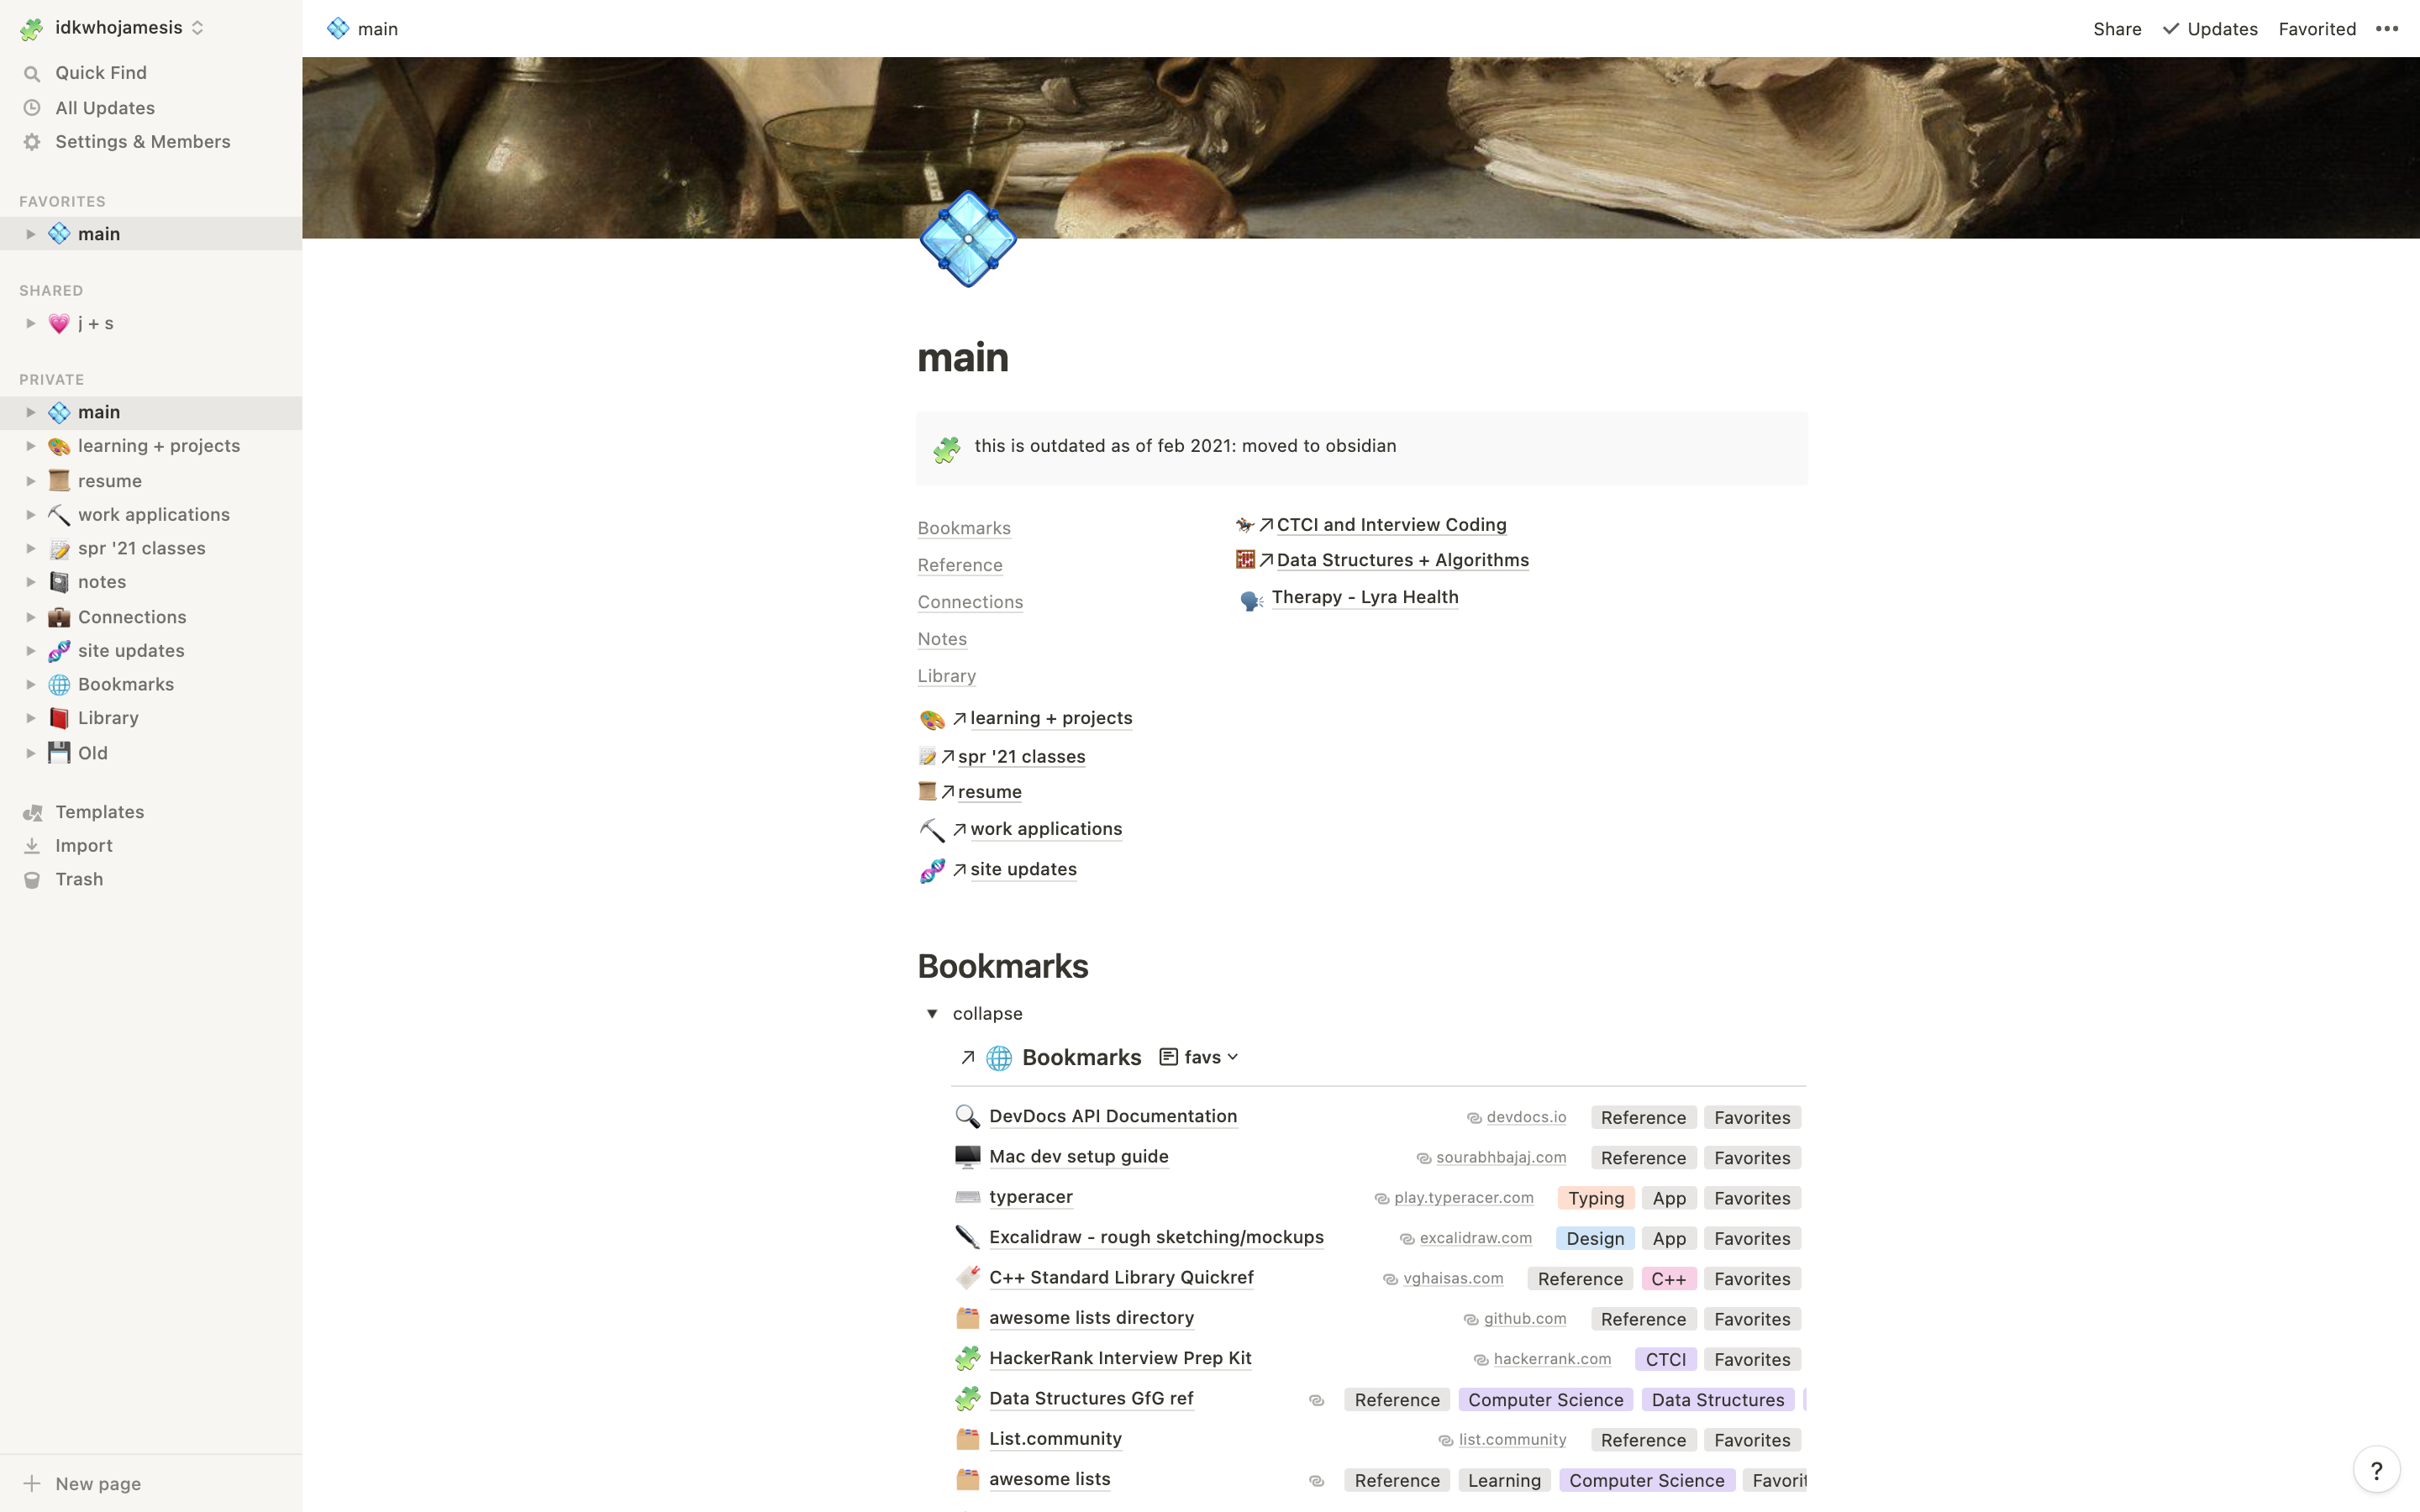 idkwhojamesis
Quick Find
All Updates
Settings & Members
FAVORITES
main
SHARED
j + s
PRIVATE
main
learning + projects
resume
work applications
spr '21 classes
notes
Connections
site updates
Bookmarks
Library
Old
Templates
Import
Trash
New page
main
Share Updates Favorited
main
this is outdated as of feb 2021: moved to obsidian
Bookmarks
Reference
Connections
Notes
Library
learning + projects
spr '21 classes
resume
work applications
site updates
CTCI and Interview Coding
Data Structures + Algorithms
Therapy - Lyra Health
Bookmarks
collapse
Bookmarks favs
DevDocs API Documentation devdocs.io Reference Favorites
Mac dev setup guide sourabhbajaj.com Reference Favorites
typeracer play.typeracer.com Typing App Favorites
Excalidraw - rough sketching/mockups excalidraw.com Design App Favorites
C++ Standard Library Quickref vghaisas.com Reference C++ Favorites
awesome lists directory github.com Reference Favorites
HackerRank Interview Prep Kit hackerrank.com CTCI Favorites
Data Structures GfG ref Reference Computer Science Data Structures
List.community list.community Reference Favorites
awesome lists Reference Learning Computer Science Favorit
?